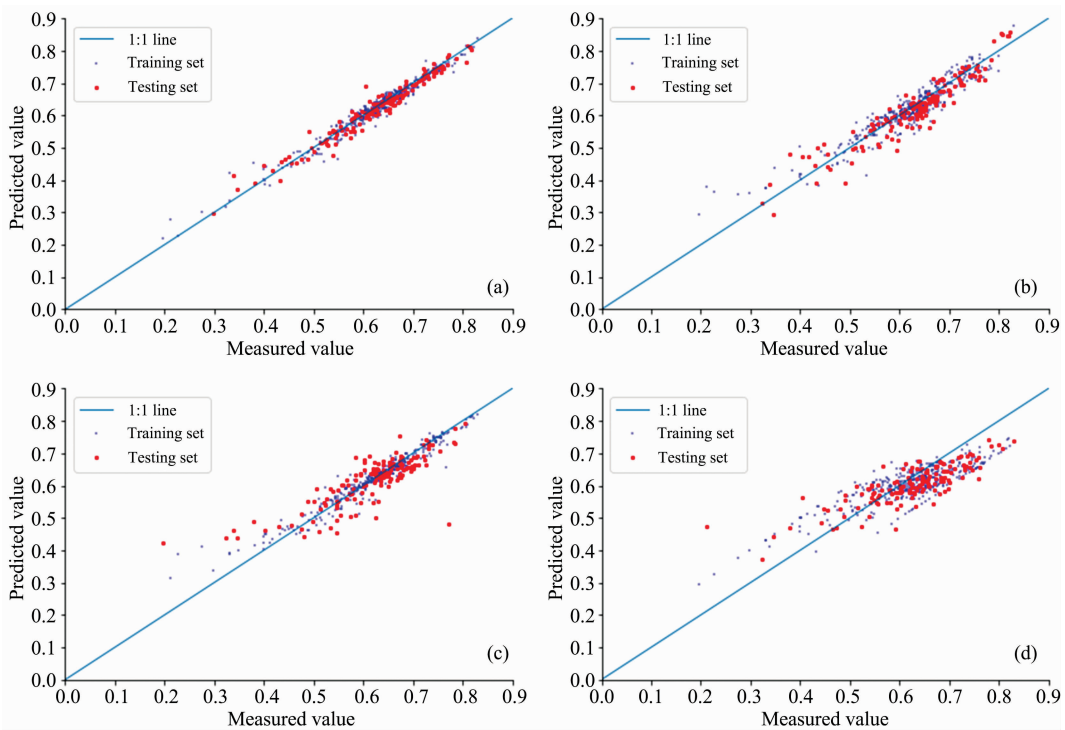 0.9
0.8
0.7
0.6
0.5
0.4
0.3
0.2
0.1
0.0
Predicted value
1:1 line
Training set
Testing set
(a)
0.0 0.1 0.2 0.3 0.4 0.5 0.6 0.7 0.8 0.9
Measured value
0.9
0.8
0.7
0.6
0.5
0.4
0.3
0.2
0.1
0.0
Predicted value
1:1 line
Training set
Testing set
(b)
0.0 0.1 0.2 0.3 0.4 0.5 0.6 0.7 0.8 0.9
Measured value
0.9
0.8
0.7
0.6
0.5
0.4
0.3
0.2
0.1
0.0
Predicted value
1:1 line
Training set
Testing set
(c)
0.0 0.1 0.2 0.3 0.4 0.5 0.6 0.7 0.8 0.9
Measured value
0.9
0.8
0.7
0.6
0.5
0.4
0.3
0.2
0.1
0.0
Predicted value
1:1 line
Training set
Testing set
(d)
0.0 0.1 0.2 0.3 0.4 0.5 0.6 0.7 0.8 0.9
Measured value